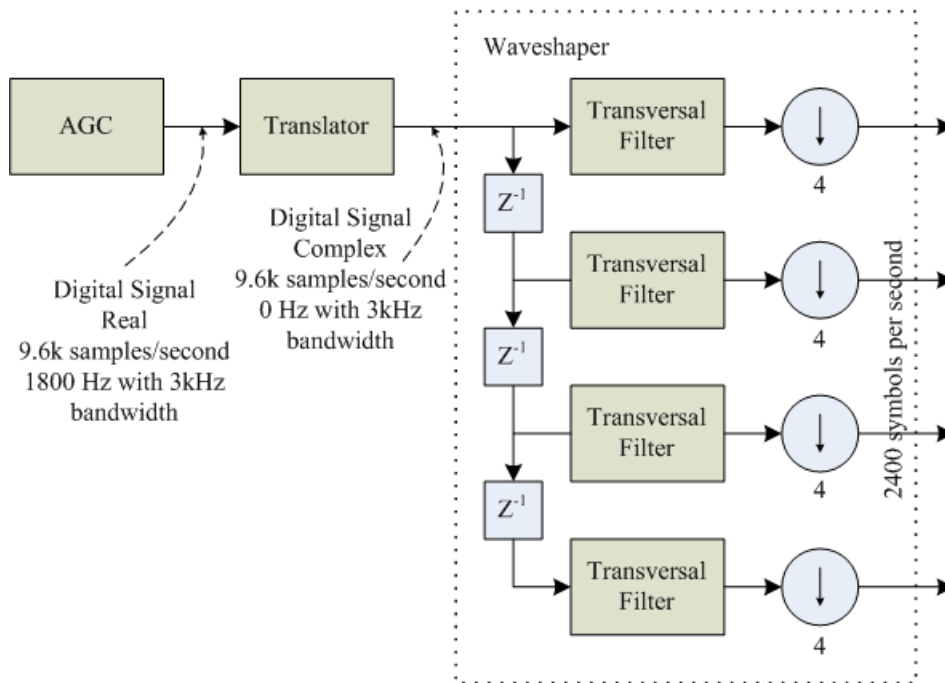 Waveshaper
AGC
Translator
Transversal
Filter
4
Z-1
Digital Signal
Complex
9.6k samples/second
0 Hz with 3kHz
bandwidth
Digital Signal
Real
9.6k samples/second
1800 Hz with 3kHz
bandwidth
Transversal
Filter
4
Z-1
Transversal
Filter
4
Z-1
Transversal
Filter
4
2400 symbols per second